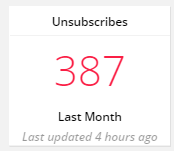 Unsubscribes
387
Last Month
Last updated 4 hours ago